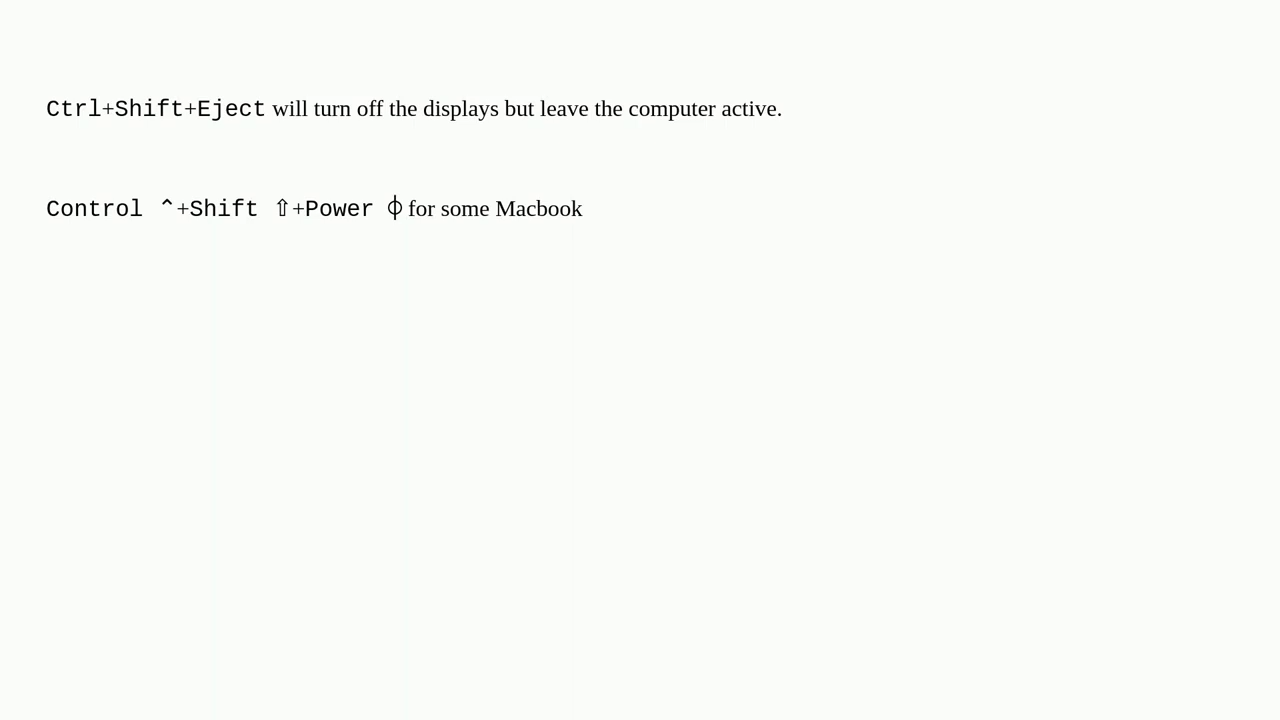 Ctrl+Shift+Eject will turn off the displays but leave the computer active.
Control ⌃+Shift ⇧+Power ⌽ for some Macbook